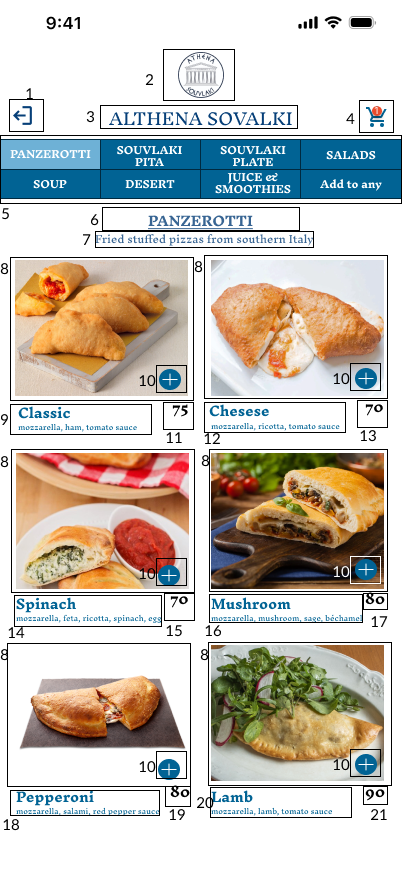 9:41
1
2
ATHENA
SOUVLAKI
3
ALTHENA SOVALKI
4
1
PANZEROTTI
SOUVLAKI
PITA
SOUVLAKI
PLATE
SALADS
SOUP
DESERT
JUICE &
SMOOTHIES
Add to any
5
6
PANZEROTTI
7
Fried stuffed pizzas from southern Italy
8
8
10
10
9
Classic
75
mozzarella, ham, tomato sauce
11
Chesese
70
mozzarella, ricotta, tomato sauce
12
13
8
8
10
10
Spinach
70
mozzarella, feta, ricotta, spinach, egg
14
15
Mushroom
80
mozzarella, mushroom, sage, béchamel
16
17
8
8
10
10
Pepperoni
80
mozzarella, salami, red pepper sauce
18
19
20
Lamb
90
mozzarella, lamb, tomato sauce
21